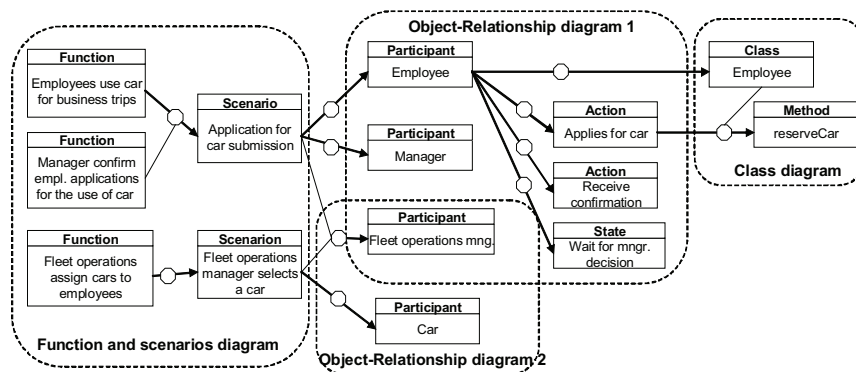 Object-Relationship diagram 1
Function
Employees use car
for business trips
Function
Manager confirm
empl. applications
for the use of car
Function
Fleet operations
assign cars to
employees
Scenario
Application for
car submission
Scenarion
Fleet operations
manager selects
a car
Function and scenarios diagram
Participant
Employee
Participant
Manager
Participant
Fleet operations mng.
Participant
Car
Object-Relationship diagram 2
Action
Applies for car
Action
Receive
confirmation
State
Wait for mngr.
decision
Class
Employee
Method
reserveCar
Class diagram